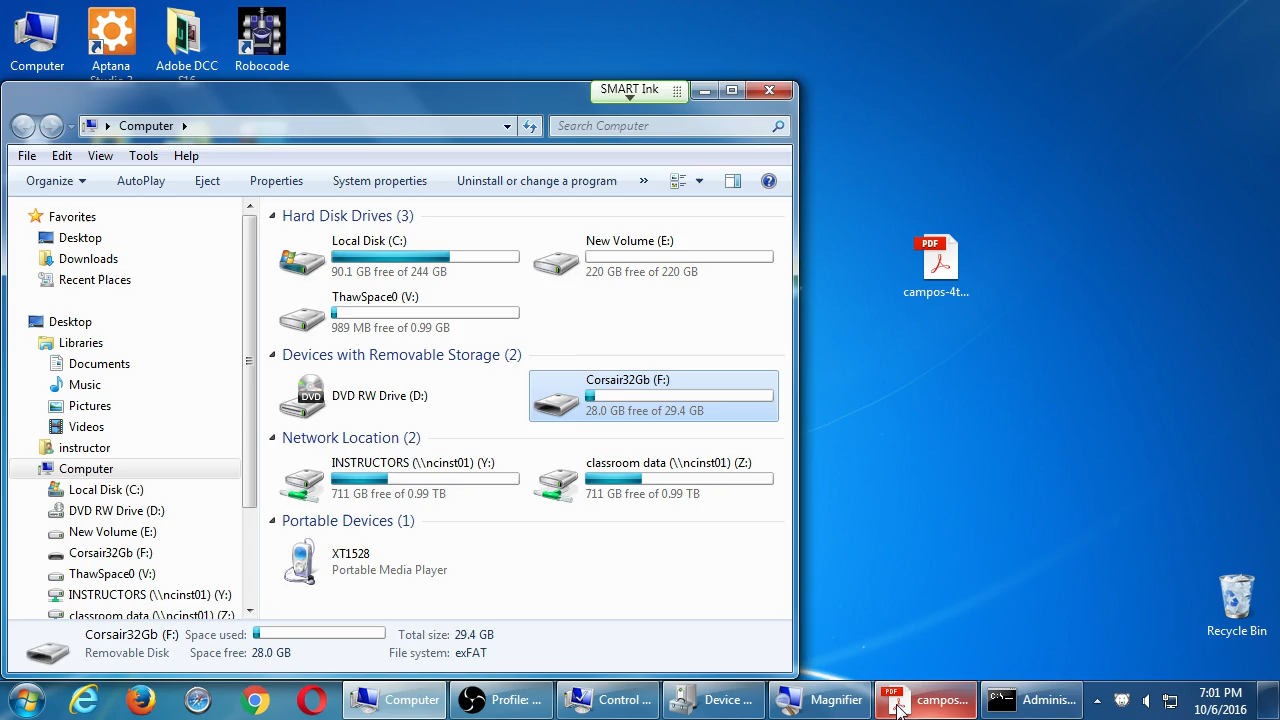 Computer
Aptana
Adobe DCC
Robocode
SMART Ink
Computer
Search Computer
File Edit View Tools Help
Organize AutoPlay Eject Properties System properties Uninstall or change a program »
Favorites
Desktop
Downloads
Recent Places
Desktop
Libraries
Documents
Music
Pictures
Videos
instructor
Computer
Local Disk (C:)
DVD RW Drive (D:)
New Volume (E:)
Corsair32Gb (F:)
ThawSpace0 (V:)
INSTRUCTORS (\\ncinst01) (Y:)
classroom data (\\ncinst01) (Z:)
Hard Disk Drives (3)
Local Disk (C:)
90.1 GB free of 244 GB
New Volume (E:)
220 GB free of 220 GB
ThawSpace0 (V:)
989 MB free of 0.99 GB
Devices with Removable Storage (2)
DVD
DVD RW Drive (D:)
Corsair32Gb (F:)
28.0 GB free of 29.4 GB
Network Location (2)
INSTRUCTORS (\\ncinst01) (Y:)
711 GB free of 0.99 TB
classroom data (\\ncinst01) (Z:)
711 GB free of 0.99 TB
Portable Devices (1)
XT1528
Portable Media Player
Corsair32Gb (F:) Space used: Total size: 29.4 GB
Removable Disk Space free: 28.0 GB File system: exFAT
PDF
campos-4t...
Recycle Bin
Computer
Profile: ...
Control ...
Device ...
Magnifier
PDF
campos...
C:\
Adminis...
7:01 PM
10/6/2016